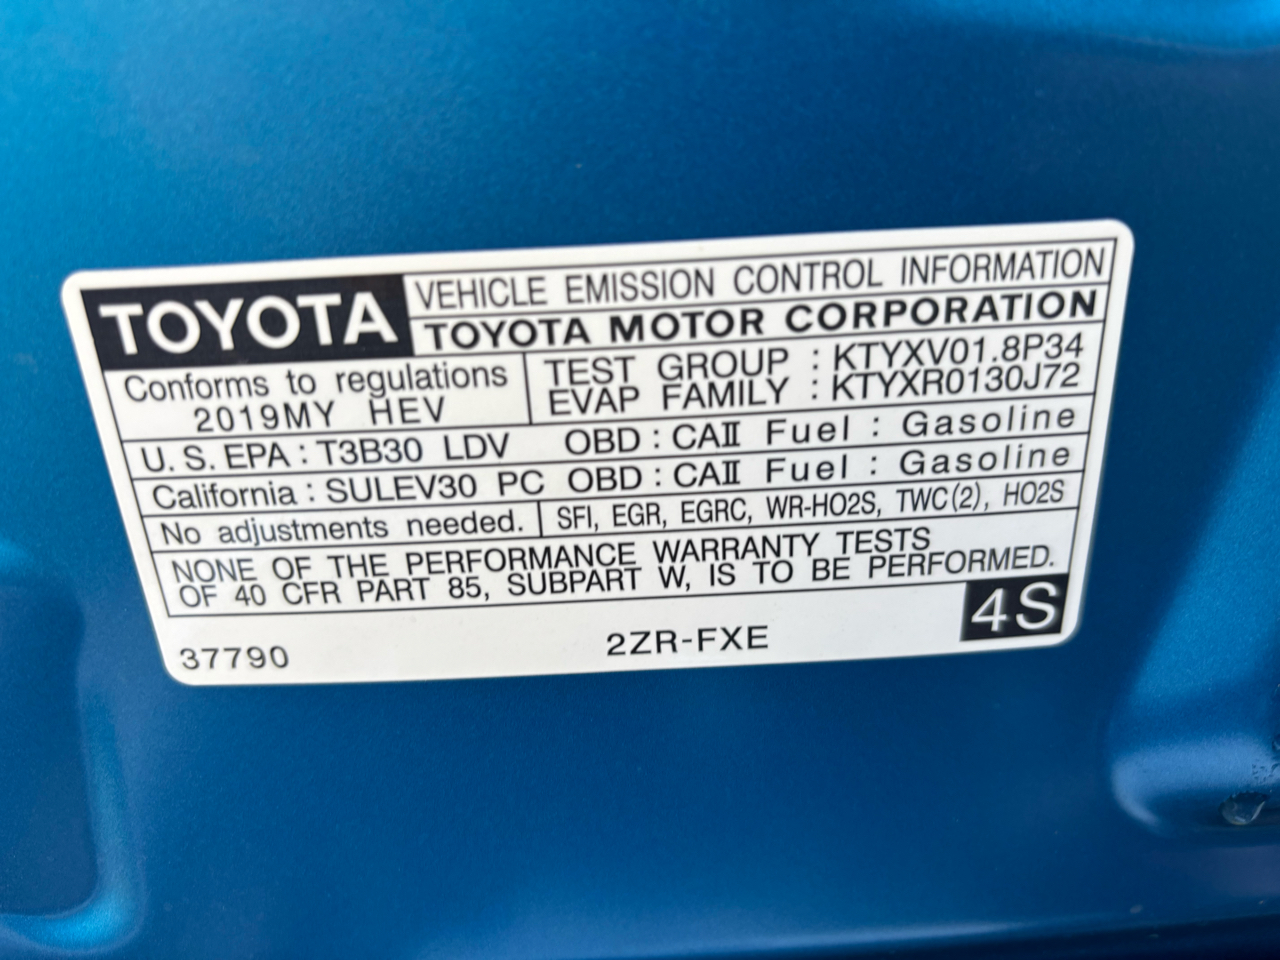 TOYOTA
VEHICLE EMISSION CONTROL INFORMATION
TOYOTA MOTOR CORPORATION
Conforms to regulations
2019MY HEV
TEST GROUP : KTYXV01.8P34
EVAP FAMILY : KTYXR0130J72
U.S.EPA : T3B30 LDV OBD : CAII Fuel : Gasoline
California : SULEV30 PC OBD : CAII Fuel : Gasoline
No adjustments needed.
SFI, EGR, EGRC, WR-HO2S, TWC(2), HO2S
NONE OF THE PERFORMANCE WARRANTY TESTS
OF 40 CFR PART 85, SUBPART W, IS TO BE PERFORMED.
37790
2ZR-FXE
4S